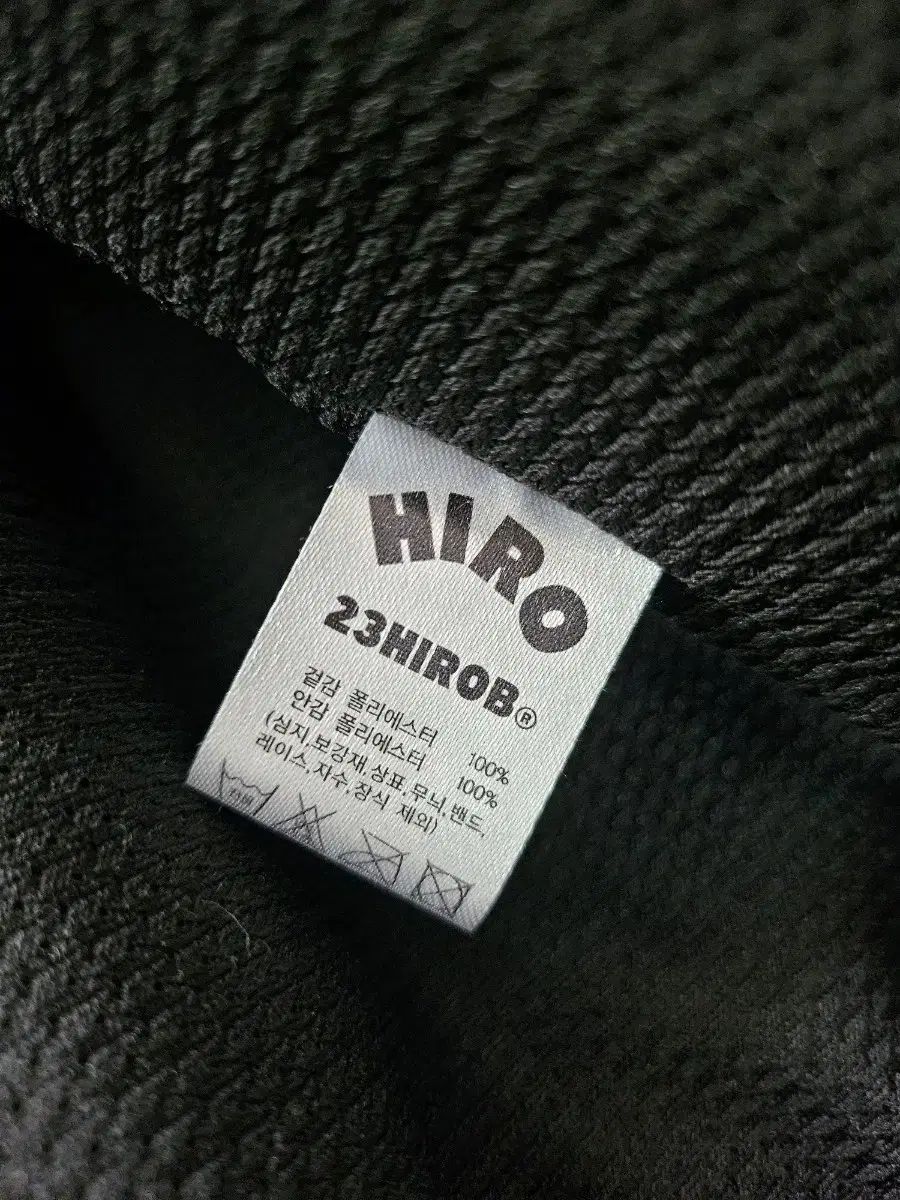 HIRO
23HIROB®
겉감 폴리에스터 100%
안감 폴리에스터 100%
(심지,보강재,상표,무늬,밴드,
레이스,자수,장식 제외)